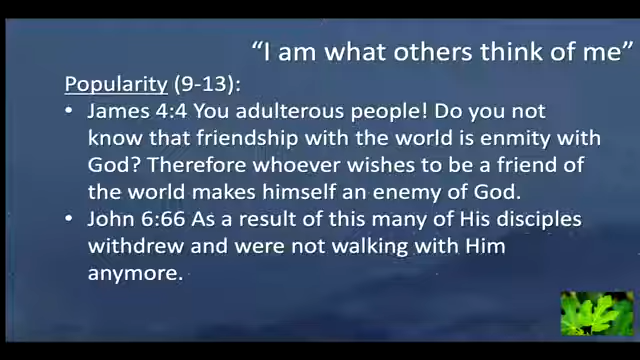 “I am what others think of me”
Popularity (9-13):
• James 4:4 You adulterous people! Do you not
know that friendship with the world is enmity with
God? Therefore whoever wishes to be a friend of
the world makes himself an enemy of God.
• John 6:66 As a result of this many of His disciples
withdrew and were not walking with Him
anymore.